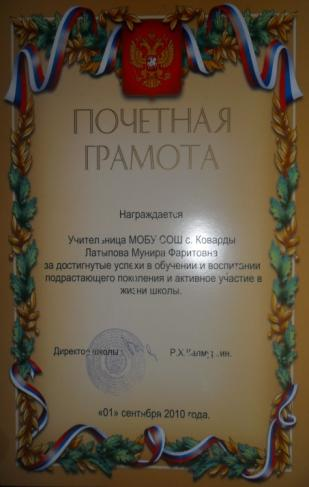 ПОЧЕТНАЯ
ГРАМОТА
Награждается
Учительница МОБУ СОШ с. Коварды
Латыпова Мунира Фаритовна
за достигнутые успехи в обучении и воспитании
подрастающего поколения и активное участие в
жизни школы.
Директор школы Р.Х.
«01» сентября 2010 года.